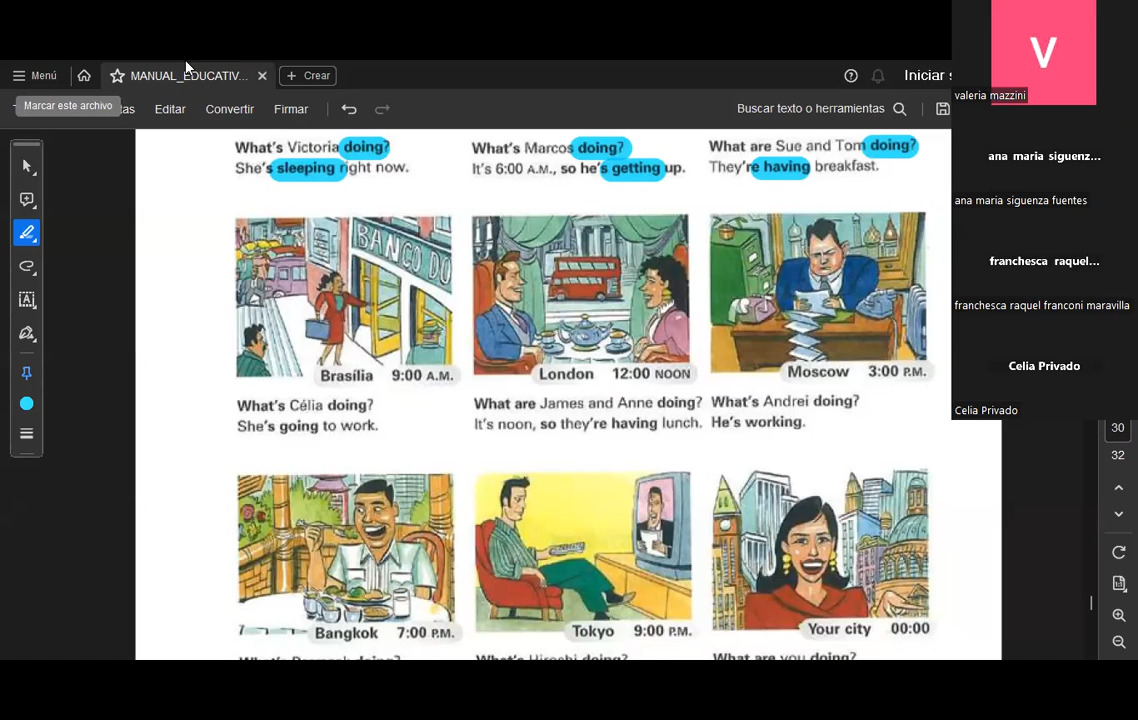 Menú
MANUAL_EDUCATIV...
Crear
Iniciar s
Marcar este archivo
as
Editar
Convertir
Firmar
Buscar texto o herramientas
What's Victoria doing?
She's sleeping right now.
What's Marcos doing?
It's 6:00 A.M., so he's getting up.
What are Sue and Tom doing?
They're having breakfast.
BANCO DO
Brasília 9:00 A.M.
London 12:00 NOON
Moscow 3:00 P.M.
What's Célia doing?
She's going to work.
What are James and Anne doing?
It's noon, so they're having lunch.
What's Andrei doing?
He's working.
Bangkok 7:00 P.M.
Tokyo 9:00 P.M.
Your city 00:00
doing?
What's Hiroshi doing?
What are you doing?
V
valeria mazzini
ana maria siguenz...
ana maria siguenza fuentes
franchesca raquel...
franchesca raquel franconi maravilla
Celia Privado
Celia Privado
30
32